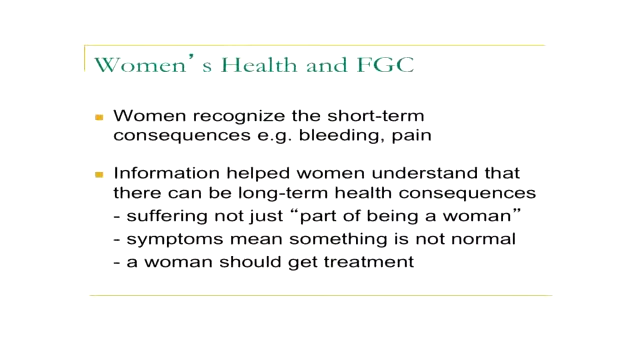 Women’s Health and FGC
Women recognize the short-term
consequences e.g. bleeding, pain
Information helped women understand that
there can be long-term health consequences
- suffering not just “part of being a woman”
- symptoms mean something is not normal
- a woman should get treatment